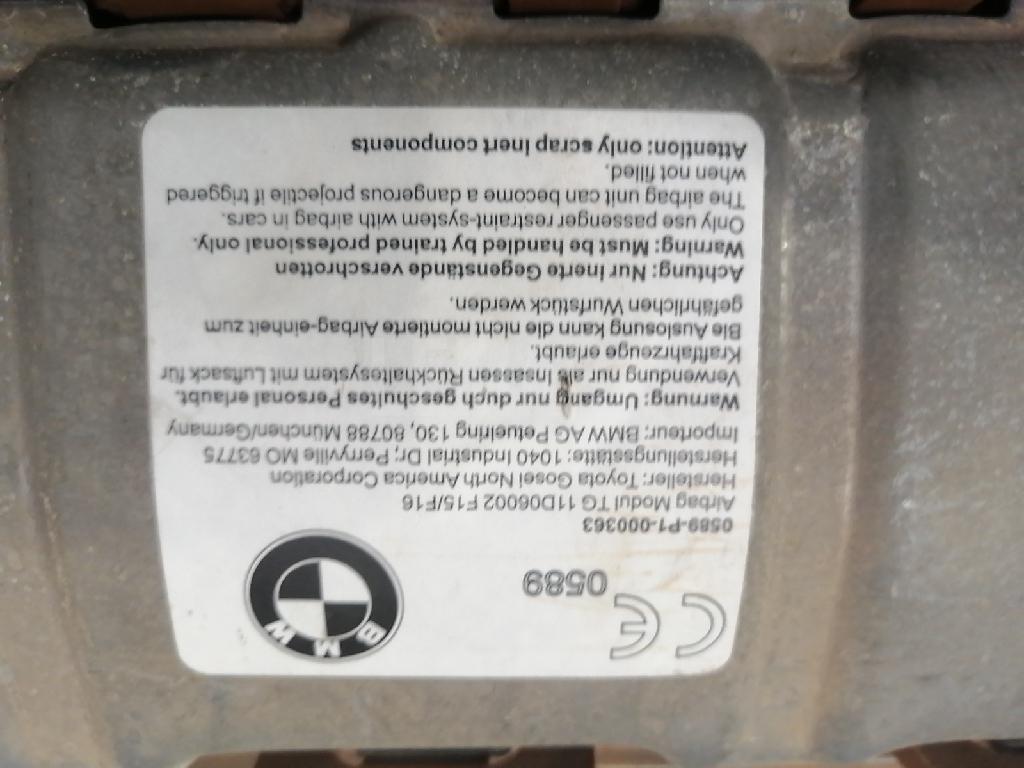 CE 0589
BMW
0589-P1-000363
Airbag Modul TG 11D06002 F15/F16
Hersteller: Toyota Gosei North America Corporation
Herstellungsstätte: 1040 Industrial Dr; Perryville MO 63775
Importeur: BMW AG Petuelring, 130, 80788 München/Germany
Warnung: Umgang nur duch geschultes Personal erlaubt.
Verwendung nur als Insassen Rückhaltesystem mit Luftsack für
Kraftfahrzeuge erlaubt.
Bie Auslosung kann die nicht montierte Airbag-einheit zum
gefährlichen Wurfstück werden.
Achtung: Nur inerte Gegenstände verschrotten
Warning: Must be handled by trained professional only.
Only use passenger restraint-system with airbag in cars.
The airbag unit can become a dangerous projectile if triggered
when not filled.
Attention: only scrap Inert components